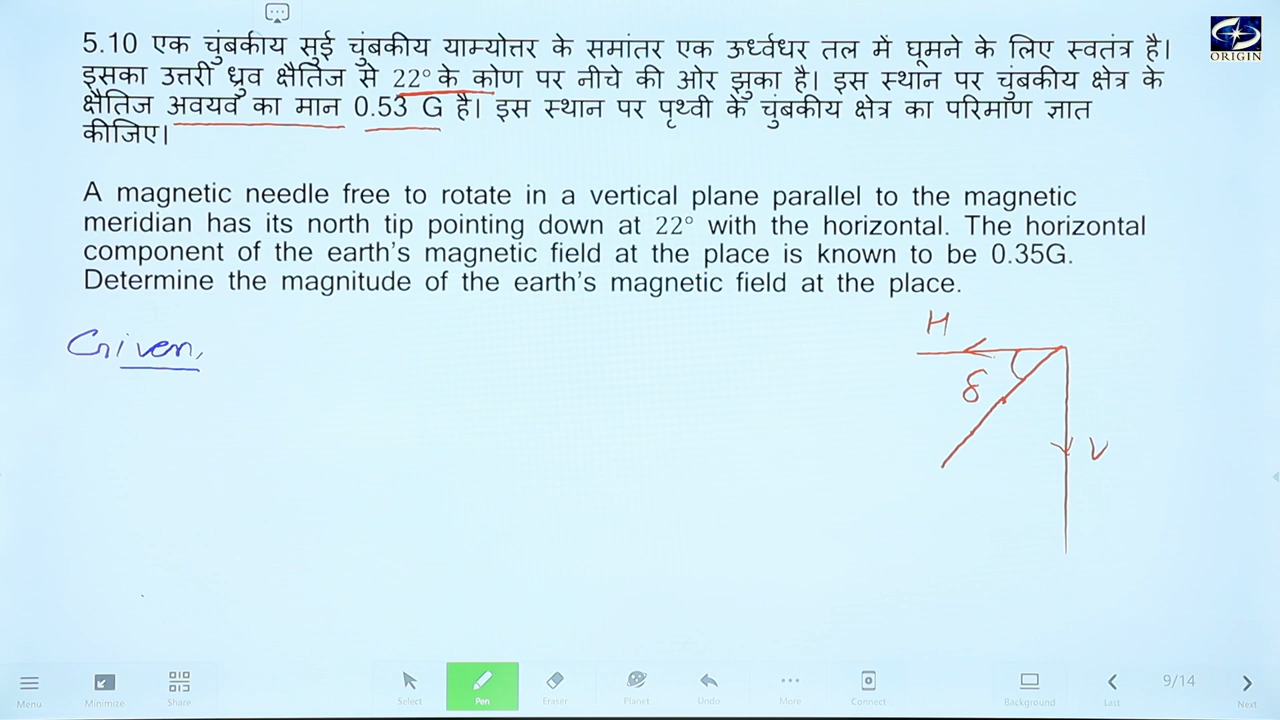 ORIGIN
5.10 एक चुंबकीय सुई चुंबकीय याम्योत्तर के समांतर एक ऊर्ध्वधर तल में घूमने के लिए स्वतंत्र है।
इसका उत्तरी ध्रुव क्षैतिज से 22° के कोण पर नीचे की ओर झुका है। इस स्थान पर चुंबकीय क्षेत्र के
क्षैतिज अवयव का मान 0.53 G है। इस स्थान पर पृथ्वी के चुंबकीय क्षेत्र का परिमाण ज्ञात
कीजिए।
A magnetic needle free to rotate in a vertical plane parallel to the magnetic
meridian has its north tip pointing down at 22° with the horizontal. The horizontal
component of the earth's magnetic field at the place is known to be 0.35G.
Determine the magnitude of the earth's magnetic field at the place.
Given,
H
δ
V
Menu
Minimize
Share
Select
Pen
Eraser
Planet
Undo
More
Connect
Background
Last
9/14
Next